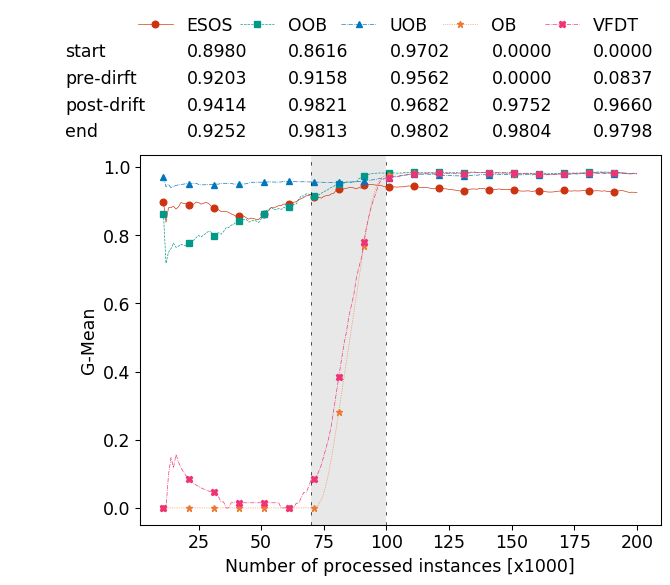 ESOS OOB UOB OB VFDT
start 0.8980 0.8616 0.9702 0.0000 0.0000
pre-dirft 0.9203 0.9158 0.9562 0.0000 0.0837
post-drift 0.9414 0.9821 0.9682 0.9752 0.9660
end 0.9252 0.9813 0.9802 0.9804 0.9798
1.0
0.8
0.6
0.4
0.2
0.0
G-Mean
25 50 75 100 125 150 175 200
Number of processed instances [x1000]